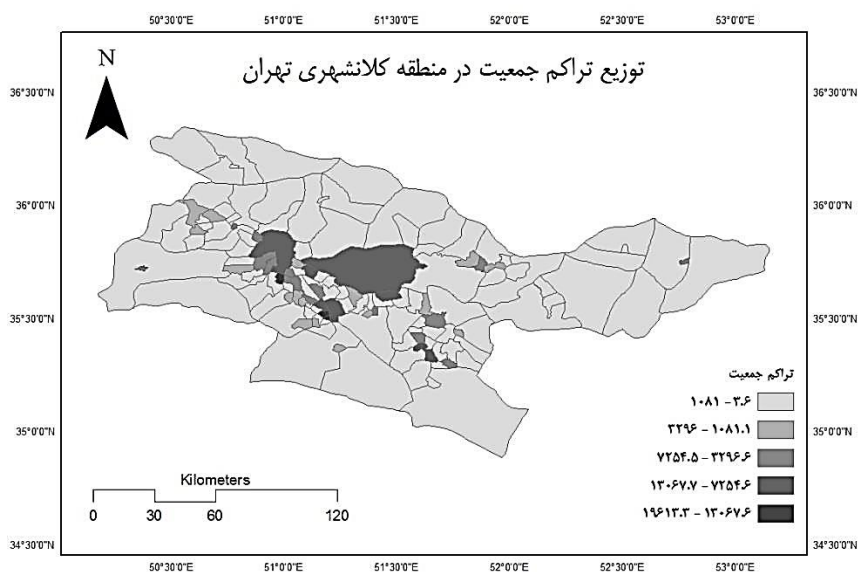 50°30'0"E 51°0'0"E 51°30'0"E 52°0'0"E 52°30'0"E 53°0'0"E
توزیع تراکم جمعیت در منطقه کلانشهری تهران
N
36°30'0"N 36°30'0"N
36°0'0"N 36°0'0"N
35°30'0"N 35°30'0"N
تراکم جمعیت
۱۰۸۱ - ۳.۶
۳۲۹۶ - ۱۰۸۱.۱
۷۲۵۴.۵ - ۳۲۹۶.۶
۱۳۰۶۷.۷ - ۷۲۵۴.۶
۱۹۶۱۳.۳ - ۱۳۰۶۷.۶
35°0'0"N 35°0'0"N
Kilometers
0 30 60 120
34°30'0"N 34°30'0"N
50°30'0"E 51°0'0"E 51°30'0"E 52°0'0"E 52°30'0"E 53°0'0"E